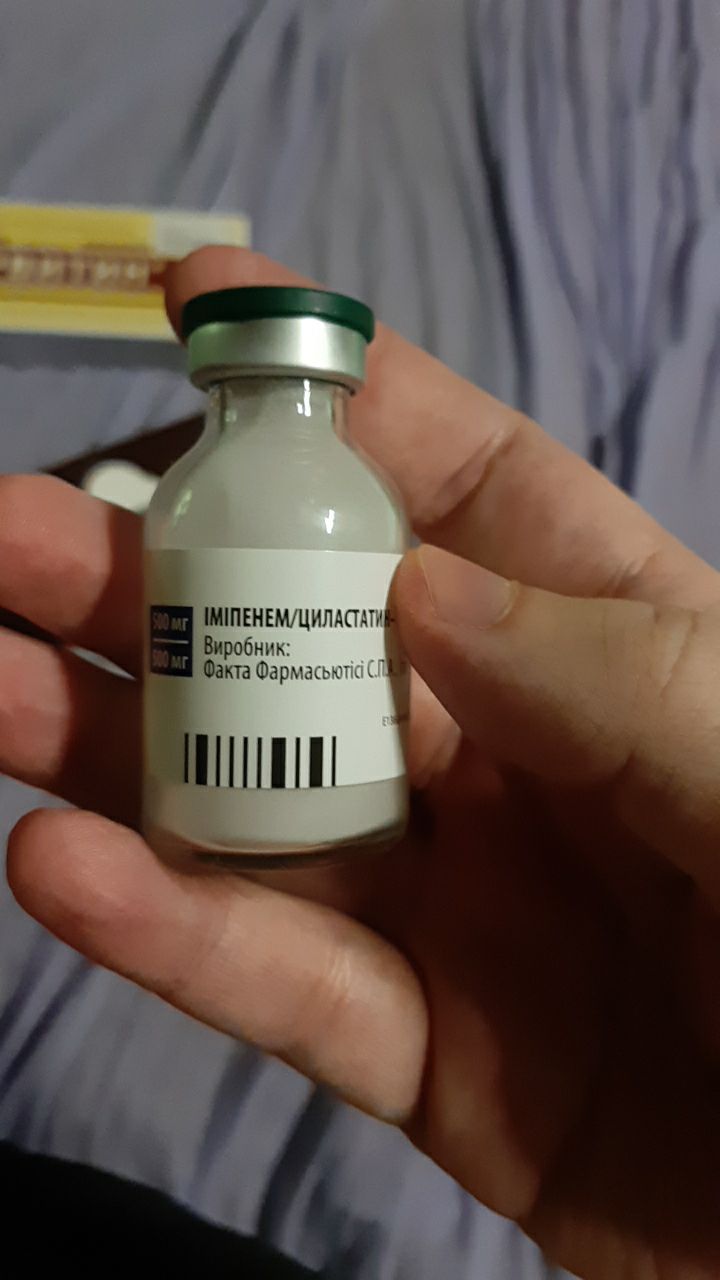 500 мг
500 мг
ІМІПЕНЕМ/ЦИЛАСТАТИН-
Виробник:
Факта Фармасьютісі С.П.А.